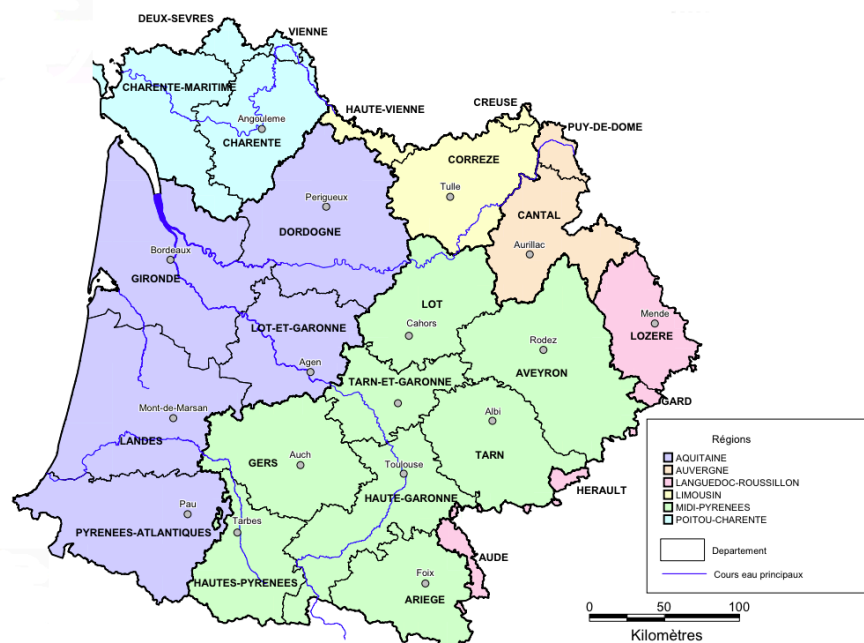 DEUX-SEVRES
VIENNE
CHARENTE-MARITIME
HAUTE-VIENNE
CREUSE
Angouleme
PUY-DE-DOME
CHARENTE
CORREZE
Tulle
Perigueux
CANTAL
DORDOGNE
Bordeaux
Aurillac
GIRONDE
LOT
Mende
LOT-ET-GARONNE
Cahors
LOZERE
Rodez
Agen
AVEYRON
TARN-ET-GARONNE
GARD
Mont-de-Marsan
Albi
LANDES
Auch
TARN
GERS
Toulouse
HERAULT
HAUTE-GARONNE
Pau
Tarbes
PYRENEES-ATLANTIQUES
AUDE
Foix
HAUTES-PYRENEES
ARIEGE
Régions
AQUITAINE
AUVERGNE
LANGUEDOC-ROUSSILLON
LIMOUSIN
MIDI-PYRENEES
POITOU-CHARENTE
Departement
Cours eau principaux
0 50 100
Kilomètres